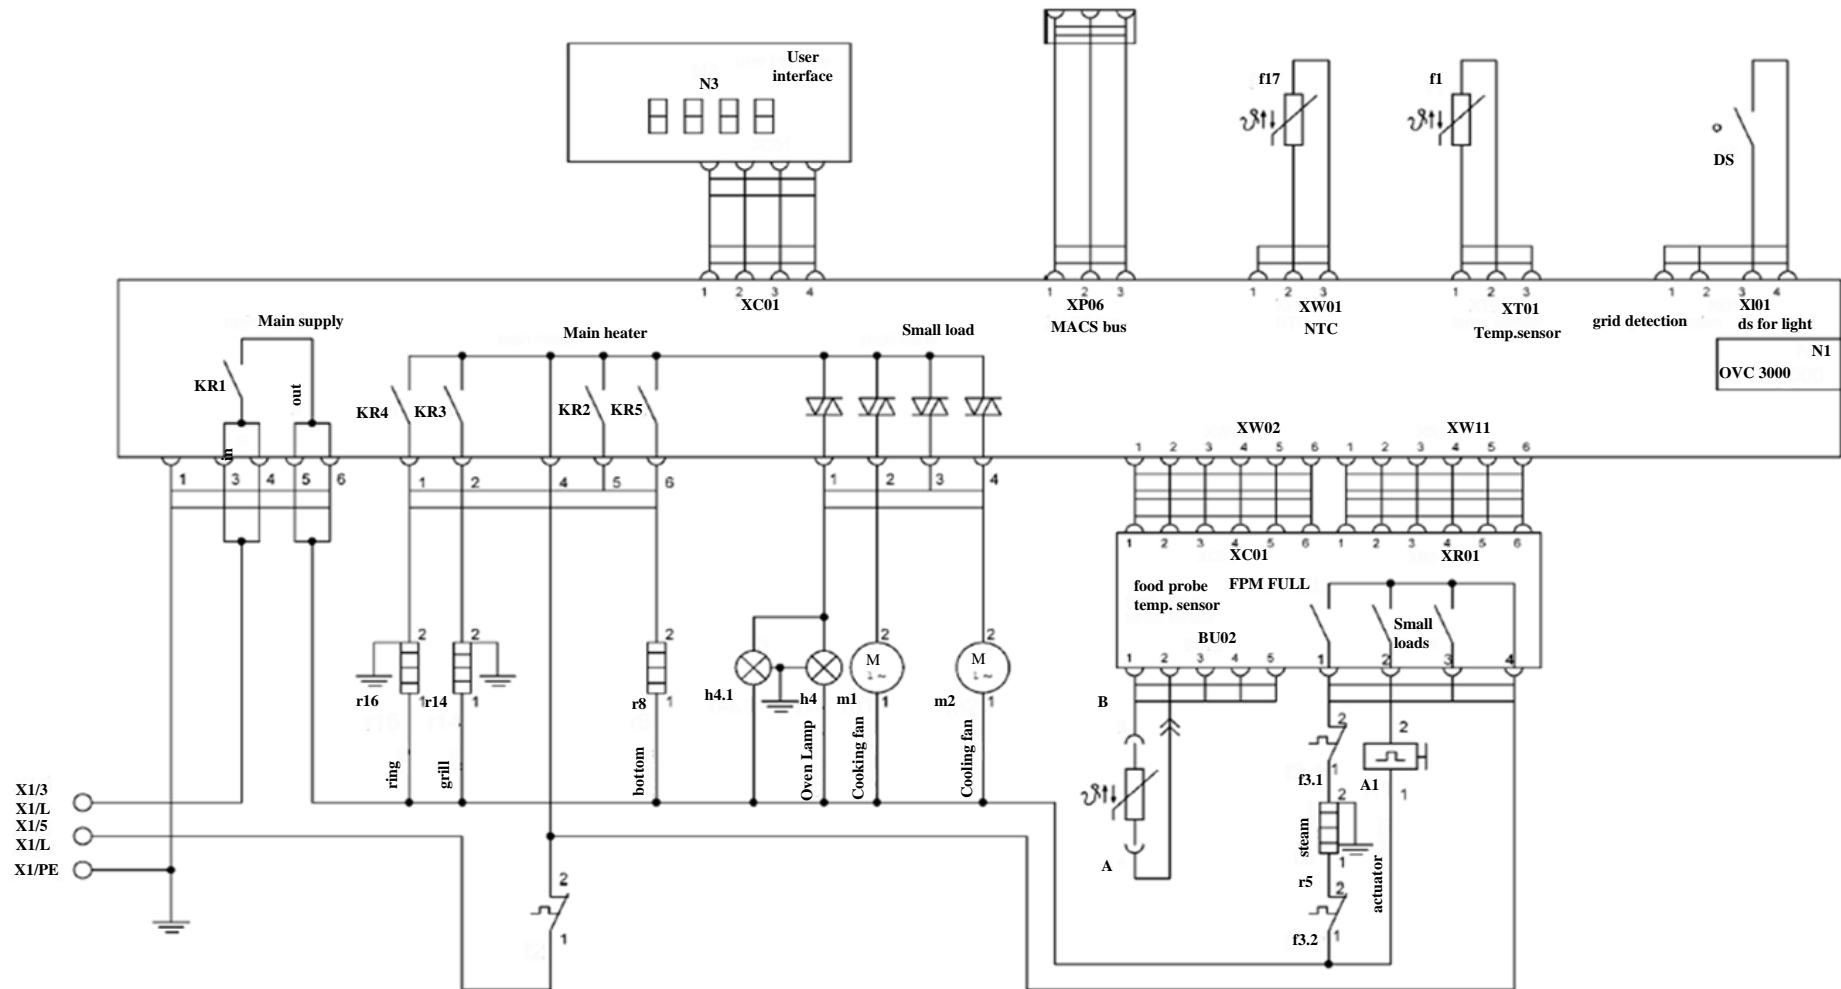 User
interface
N3
f17
f1
DS
1 2 3 4
XC01
1 2 3
XP06
MACS bus
1 2 3
XW01
NTC
1 2 3
XT01
Temp.sensor
grid detection
1 2 3 4
XI01
ds for light
N1
OVC 3000
Main supply
Main heater
Small load
KR1
out
in
KR4
KR3
KR2
KR5
1 3 4 5 6
1 2 4 5 6
1 2 3 4
XW02
XW11
1 2 3 4 5 6
1 2 3 4 5 6
1 2 3 4 5 6
1 2 3 4 5 6
XC01
XR01
food probe
temp. sensor
FPM FULL
Small
loads
BU02
1 2 3 4 5
1 2 3 4
2
1
r16
2
1
r14
2
1
r8
h4.1
h4
M
1 ~
2
1
m1
M
1 ~
2
1
m2
ring
grill
bottom
Oven Lamp
Cooking fan
Cooling fan
B
A
2
1
f3.1
2
1
A1
steam
2
1
r5
actuator
2
1
f3.2
X1/3
X1/L
X1/5
X1/L
X1/PE
2
1